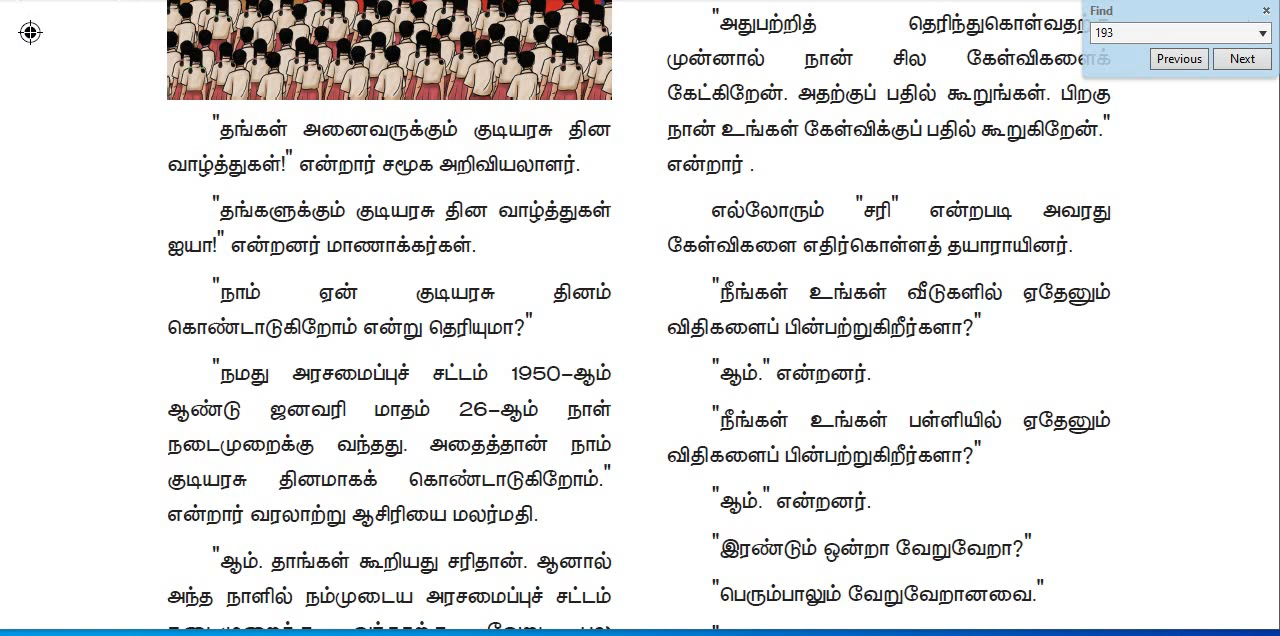 "தங்கள் அனைவருக்கும் குடியரசு தின
வாழ்த்துகள்!" என்றார் சமூக அறிவியலாளர்.
"தங்களுக்கும் குடியரசு தின வாழ்த்துகள்
ஐயா!" என்றனர் மாணாக்கர்கள்.
"நாம் ஏன் குடியரசு தினம்
கொண்டாடுகிறோம் என்று தெரியுமா?"
"நமது அரசமைப்புச் சட்டம் 1950-ஆம்
ஆண்டு ஜனவரி மாதம் 26-ஆம் நாள்
நடைமுறைக்கு வந்தது. அதைத்தான் நாம்
குடியரசு தினமாகக் கொண்டாடுகிறோம்."
என்றார் வரலாற்று ஆசிரியை மலர்மதி.
"ஆம். தாங்கள் கூறியது சரிதான். ஆனால்
அந்த நாளில் நம்முடைய அரசமைப்புச் சட்டம்
"அதுபற்றித் தெரிந்துகொள்வதற்கு
முன்னால் நான் சில கேள்விகளைக்
கேட்கிறேன். அதற்குப் பதில் கூறுங்கள். பிறகு
நான் உங்கள் கேள்விக்குப் பதில் கூறுகிறேன்."
என்றார் .
எல்லோரும் "சரி" என்றபடி அவரது
கேள்விகளை எதிர்கொள்ளத் தயாராயினர்.
"நீங்கள் உங்கள் வீடுகளில் ஏதேனும்
விதிகளைப் பின்பற்றுகிறீர்களா?"
"ஆம்." என்றனர்.
"நீங்கள் உங்கள் பள்ளியில் ஏதேனும்
விதிகளைப் பின்பற்றுகிறீர்களா?"
"ஆம்." என்றனர்.
"இரண்டும் ஒன்றா வேறுவேறா?"
"பெரும்பாலும் வேறுவேறானவை."
Find
193
Previous Next